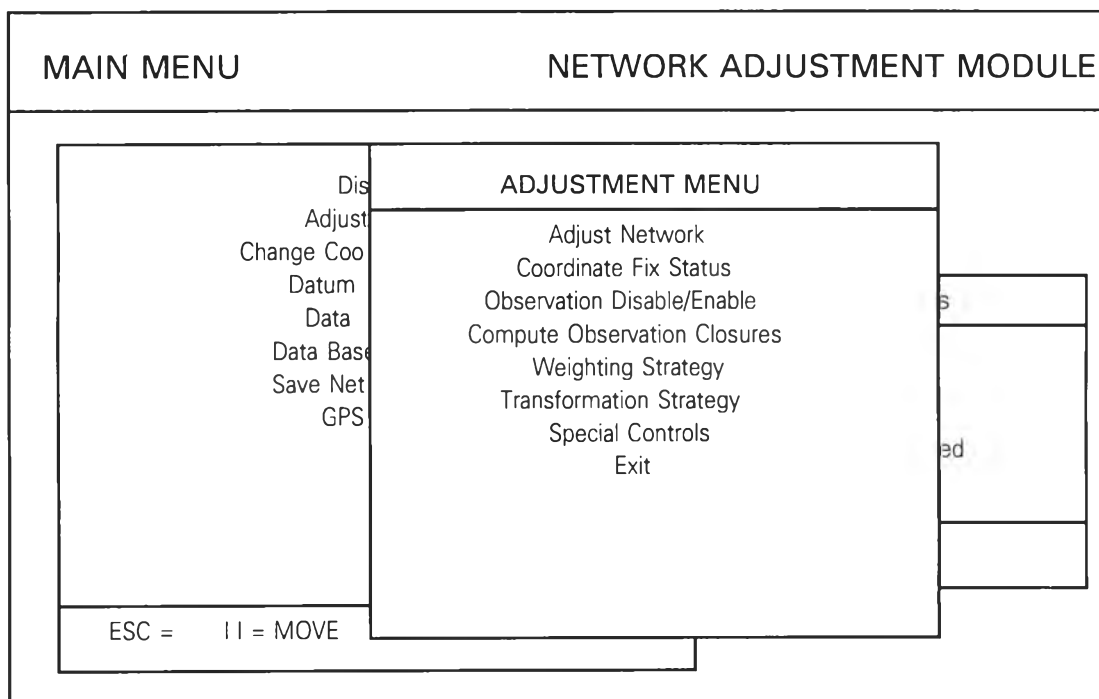 MAIN MENU
NETWORK ADJUSTMENT MODULE
Dis
Adjust
Change Coo
Datum
Data
Data Base
Save Net
GPS
ESC = II = MOVE
ADJUSTMENT MENU
Adjust Network
Coordinate Fix Status
Observation Disable/Enable
Compute Observation Closures
Weighting Strategy
Transformation Strategy
Special Controls
Exit
s
ed